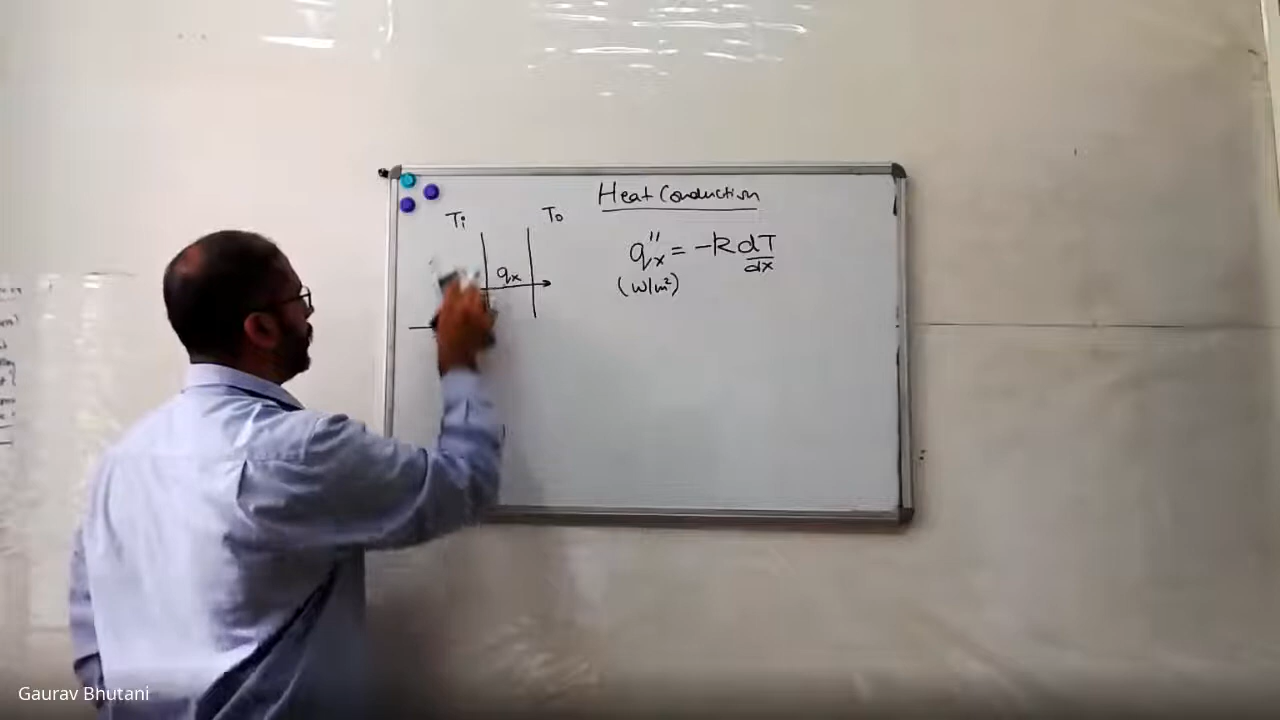 Heat Conduction
Ti To
qx
q''x = -k dT/dx
(W/m²)
Gaurav Bhutani